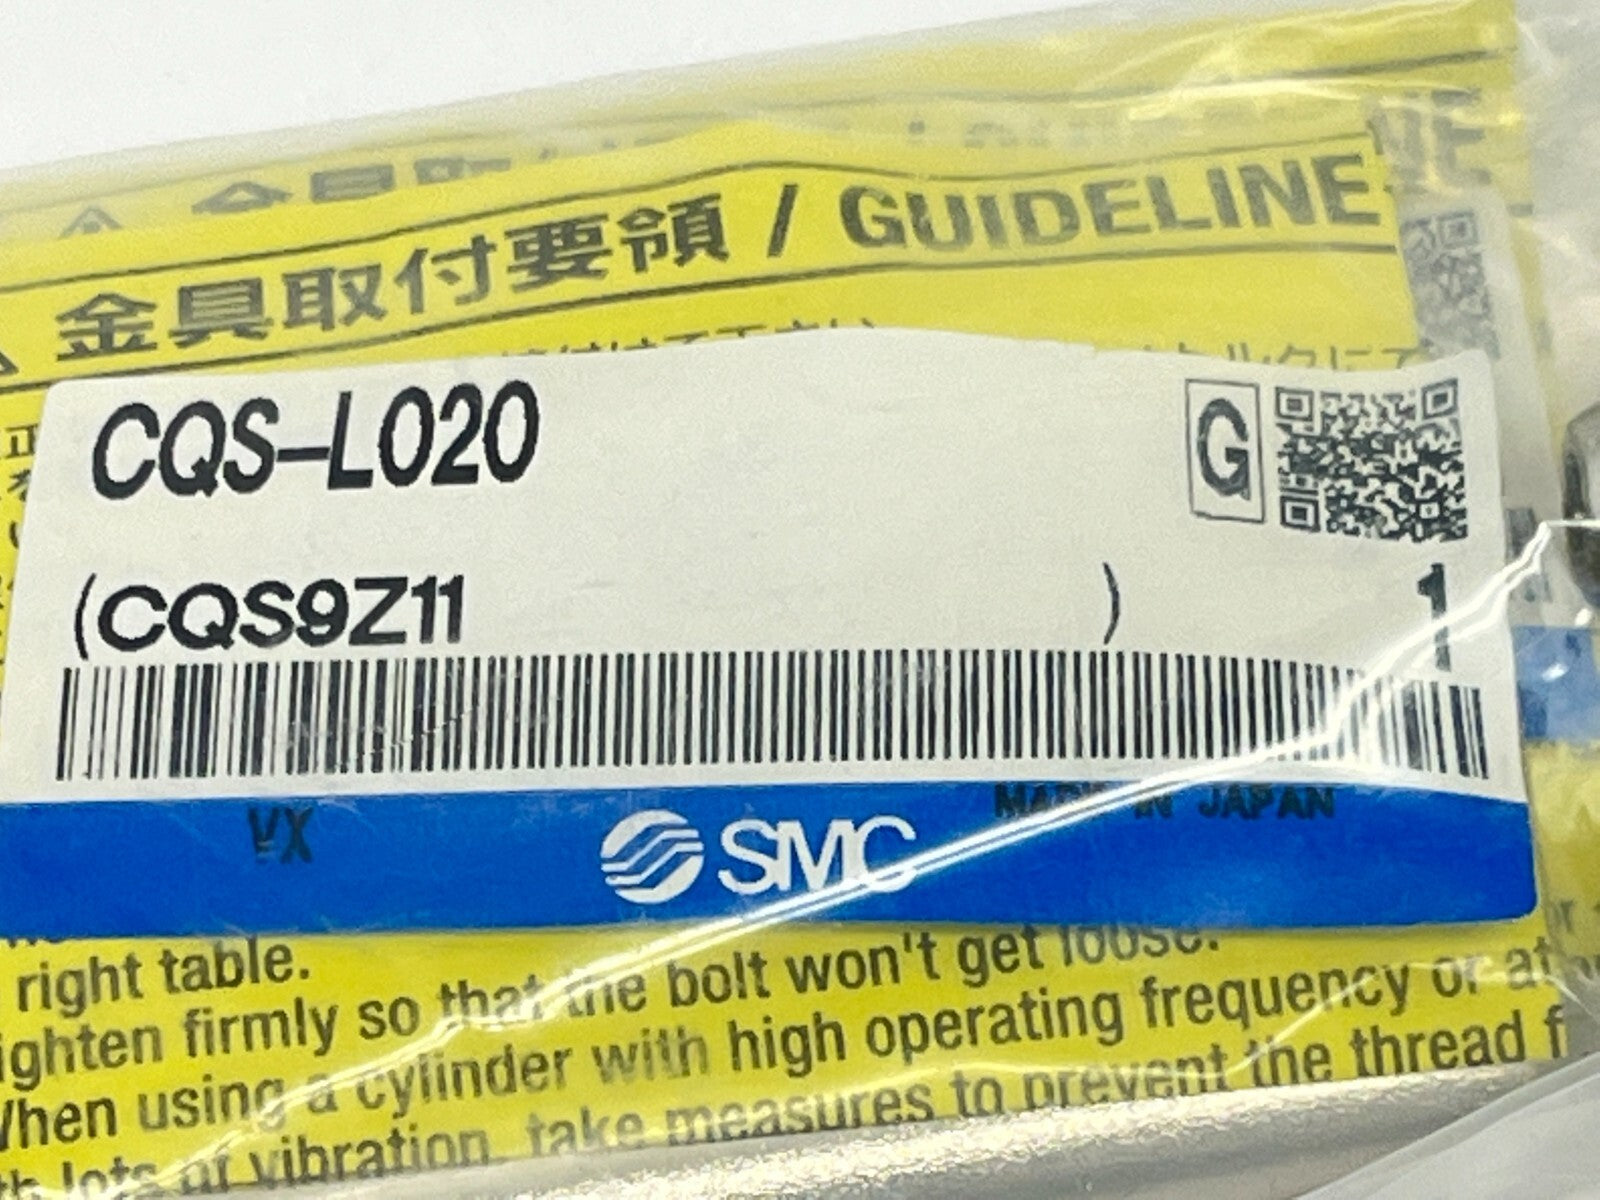 金具取付要領 / GUIDELINE
CQS-L020
G
(CQS9Z11 )
1
VX
SMC
MADE IN JAPAN
right table.
ighten firmly so that the bolt won't get loose.
When using a cylinder with high operating frequency or at
th lots of vibration, take measures to prevent the thread f